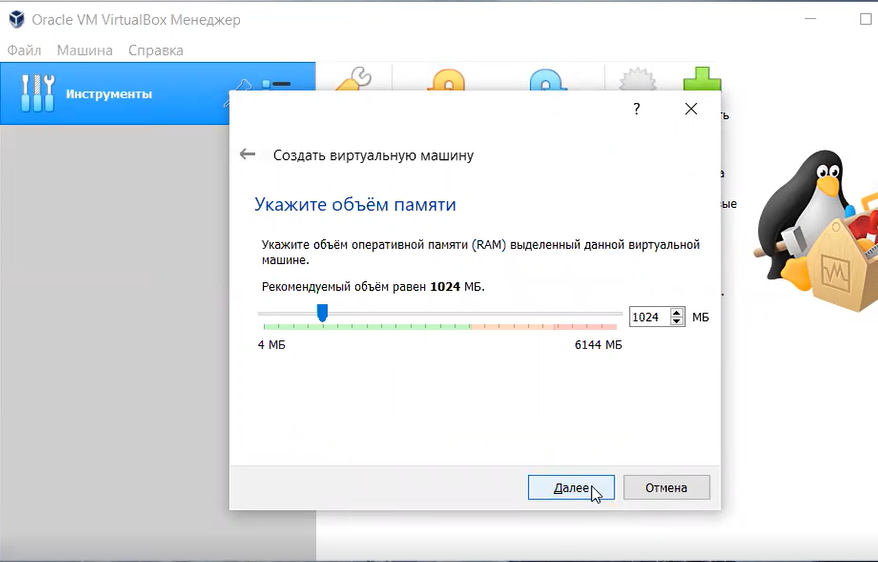 Oracle VM VirtualBox Менеджер
Файл Машина Справка
Инструменты
?
Создать виртуальную машину
Укажите объём памяти
Укажите объём оперативной памяти (RAM) выделенный данной виртуальной
машине.
Рекомендуемый объём равен 1024 МБ.
1024 МБ
4 МБ 6144 МБ
Далее Отмена